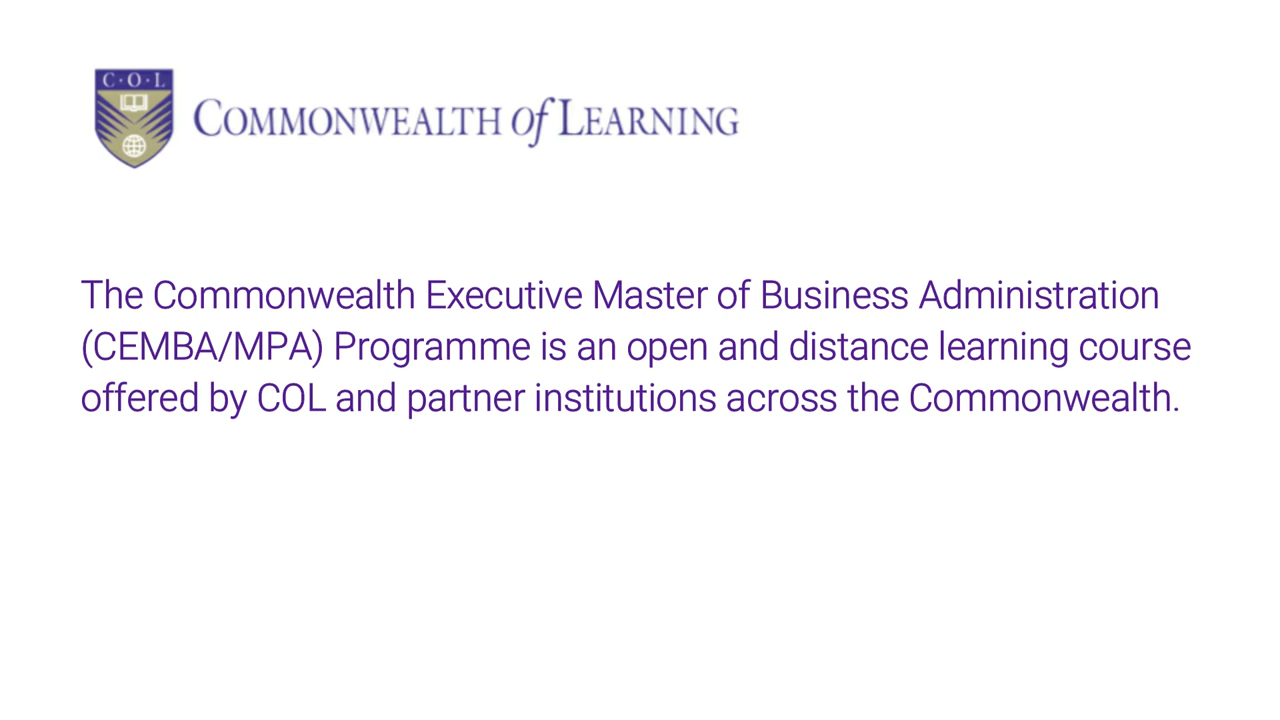 C·O·L
COMMONWEALTH of LEARNING
The Commonwealth Executive Master of Business Administration
(CEMBA/MPA) Programme is an open and distance learning course
offered by COL and partner institutions across the Commonwealth.